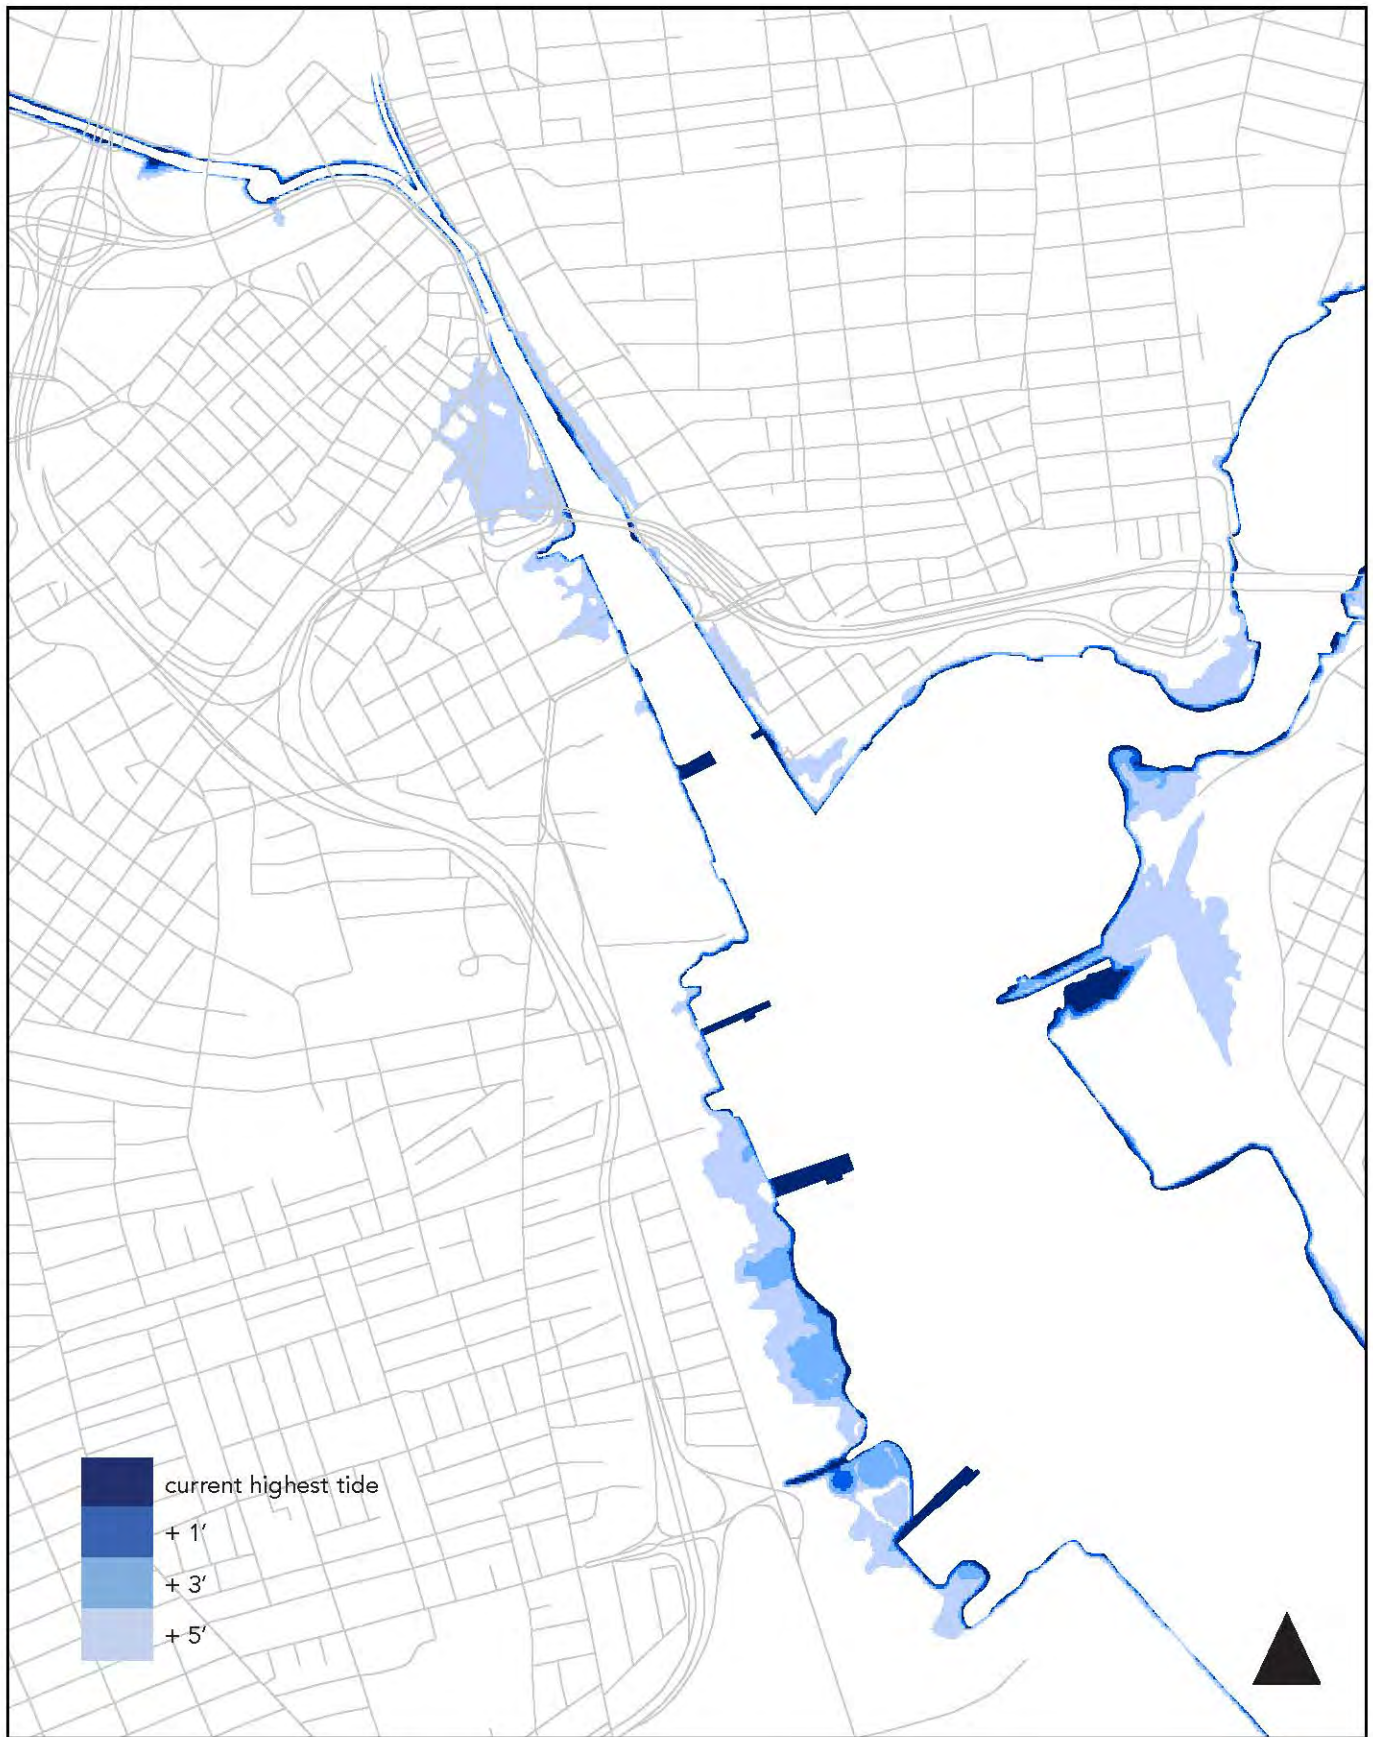 current highest tide
+ 1’
+ 3’
+ 5’